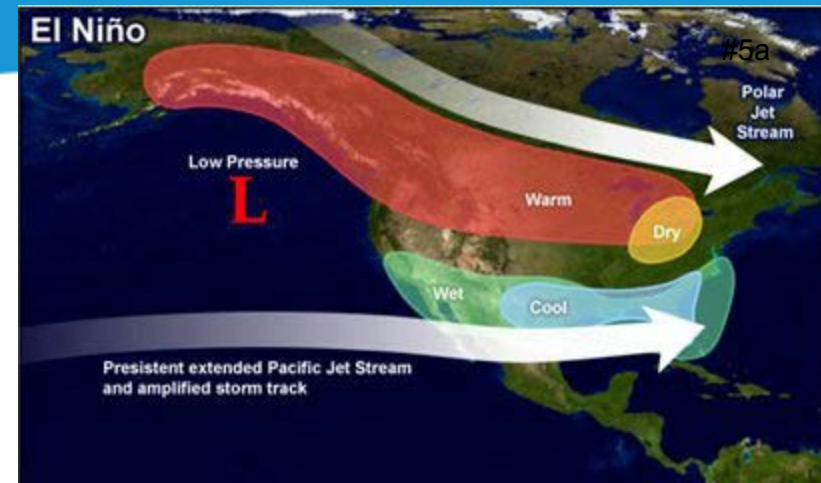 El Niño
#5a
Polar
Jet
Stream
Low Pressure
L
Warm
Dry
Wet
Cool
Presistent extended Pacific Jet Stream
and amplified storm track